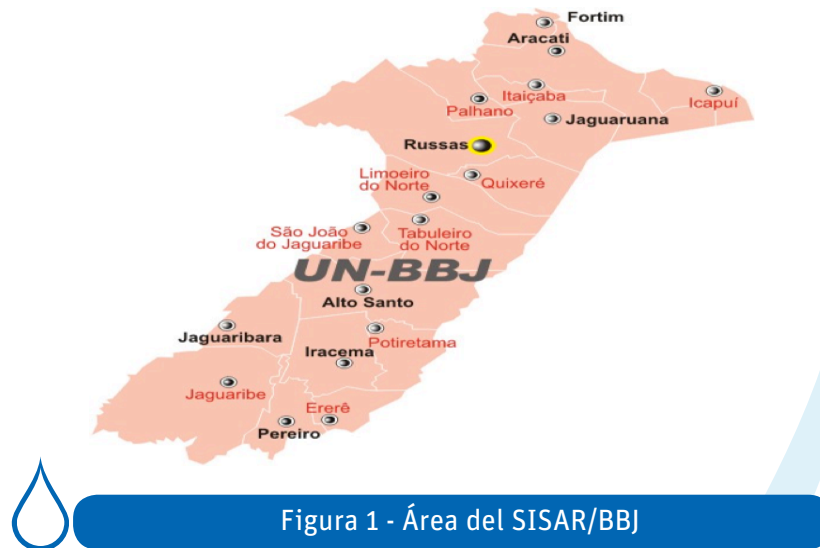 Fortim
Aracati
Itaiçaba
Icapuí
Palhano
Jaguaruana
Russas
Limoeiro
do Norte
Quixeré
São João
do Jaguaribe
Tabuleiro
do Norte
UN-BBJ
Alto Santo
Jaguaribara
Potiretama
Iracema
Jaguaribe
Ererê
Pereiro
Figura 1 - Área del SISAR/BBJ